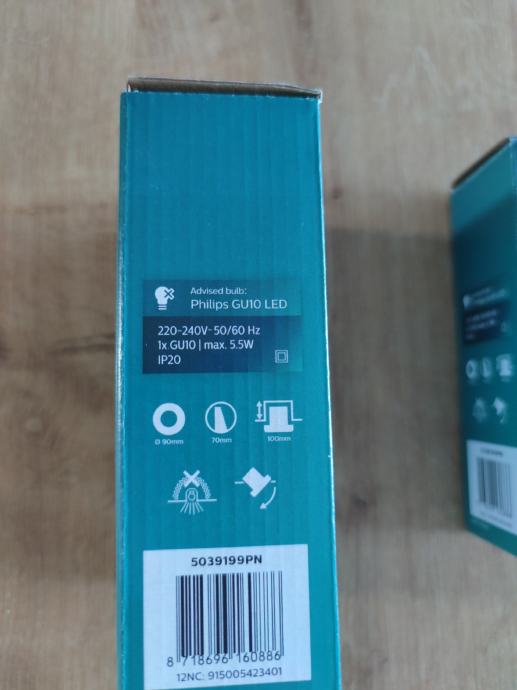 Advised bulb:
Philips GU10 LED
220-240V~50/60 Hz
1x GU10 | max. 5.5W
IP20
Ø 90mm
70mm
100mm
5039199PN
8 718696 160886
12NC: 915005423401